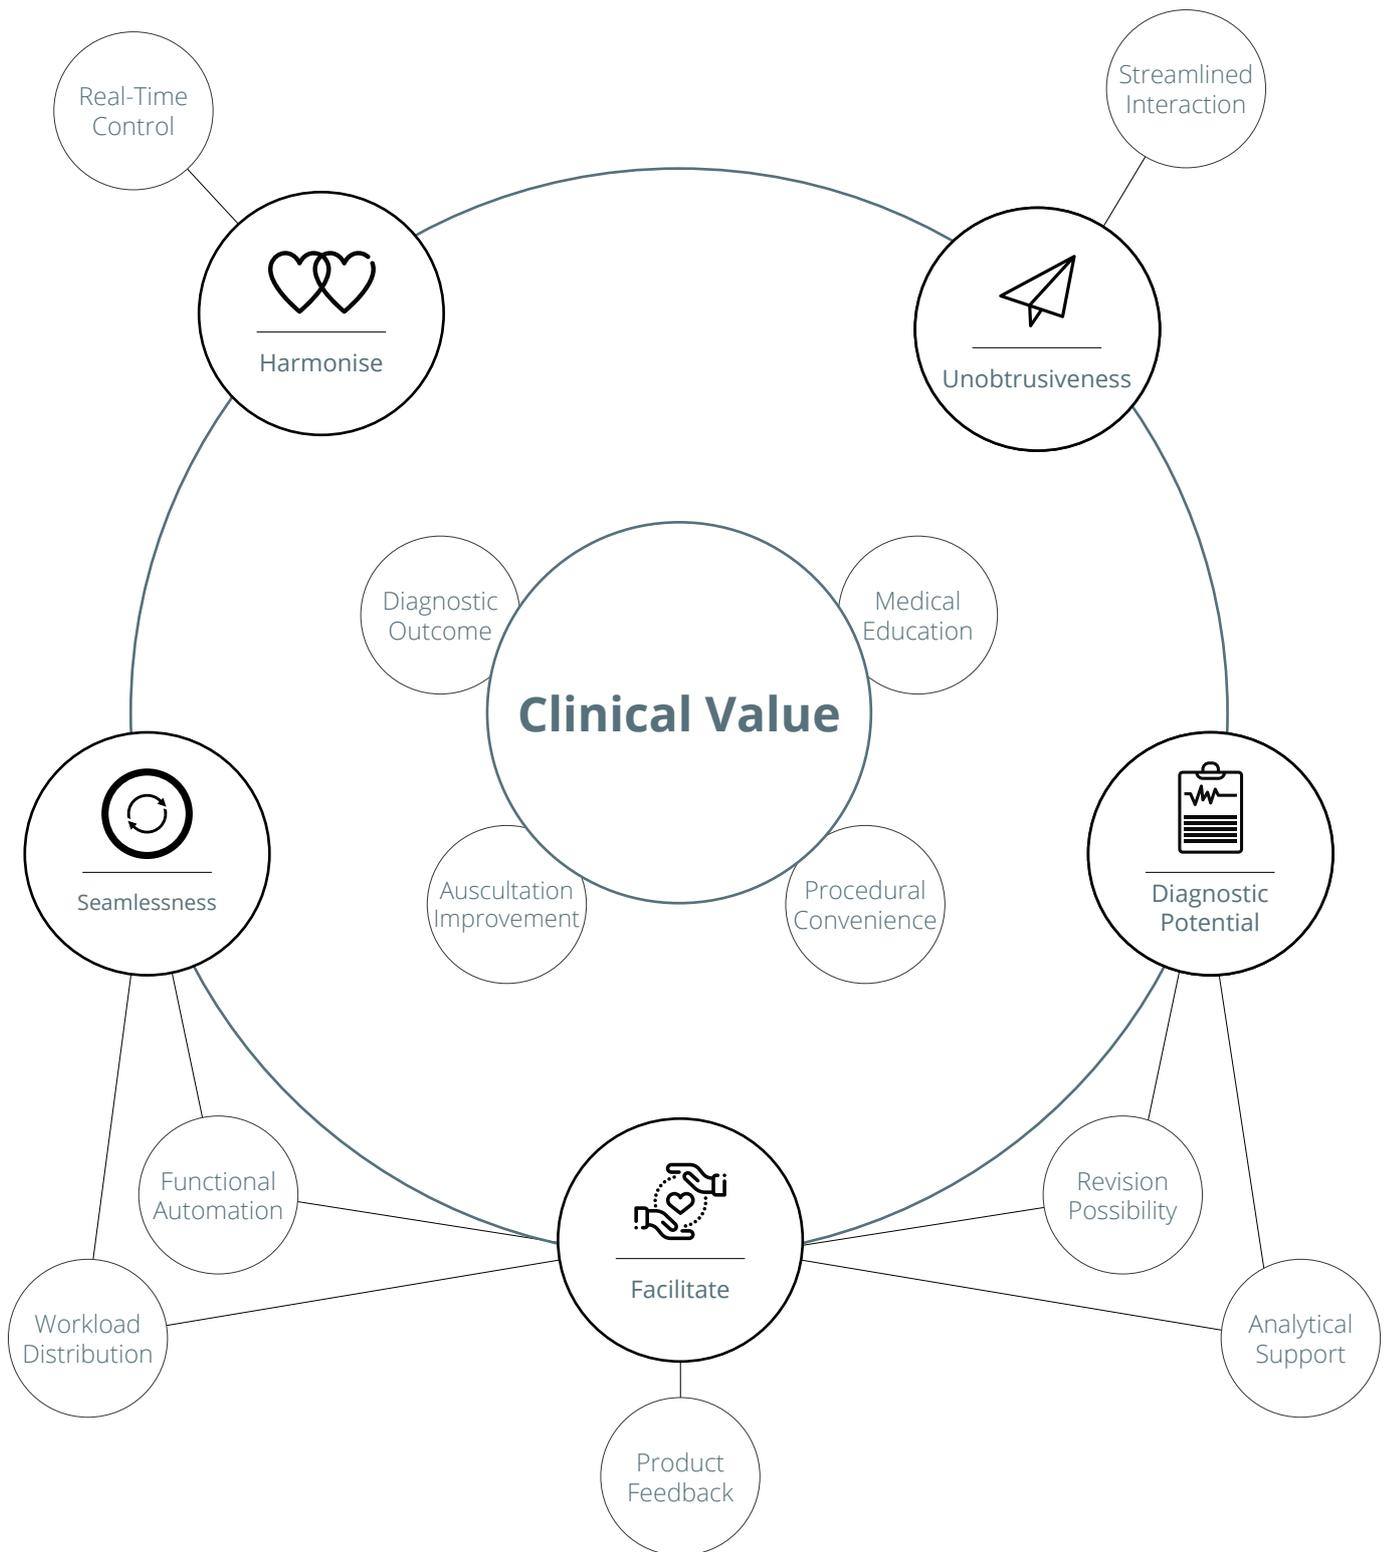 Streamlined
Interaction
Real-Time
Control
Harmonise
Unobtrusiveness
Diagnostic
Outcome
Medical
Education
Clinical Value
Auscultation
Improvement
Procedural
Convenience
Seamlessness
Diagnostic
Potential
Functional
Automation
Revision
Possibility
Facilitate
Workload
Distribution
Analytical
Support
Product
Feedback